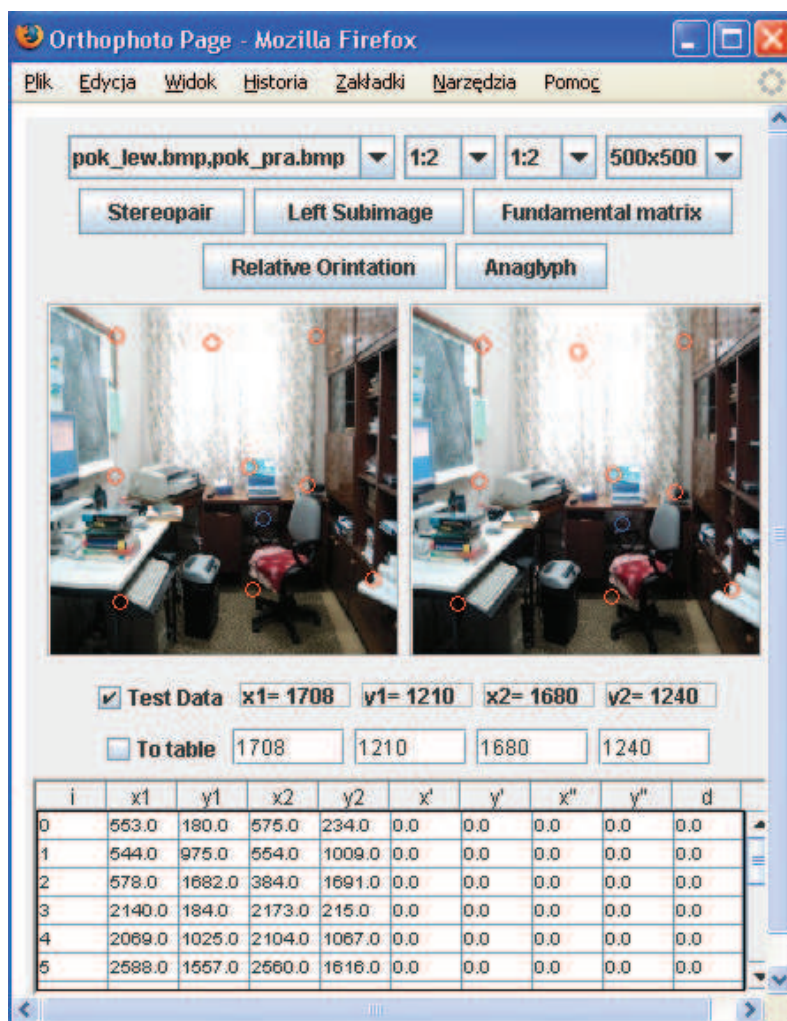 Orthophoto Page - Mozilla Firefox
Plik Edycja Widok Historia Zakładki Narzędzia Pomoc
pok_lew.bmp,pok_pra.bmp 1:2 1:2 500x500
Stereopair Left Subimage Fundamental matrix
Relative Orintation Anaglyph
Test Data x1= 1708 y1= 1210 x2= 1680 y2= 1240
To table 1708 1210 1680 1240
i x1 y1 x2 y2 x' y' x" y" d
0 553.0 180.0 575.0 234.0 0.0 0.0 0.0 0.0 0.0
1 544.0 975.0 554.0 1009.0 0.0 0.0 0.0 0.0 0.0
2 578.0 1682.0 384.0 1691.0 0.0 0.0 0.0 0.0 0.0
3 2140.0 184.0 2173.0 215.0 0.0 0.0 0.0 0.0 0.0
4 2069.0 1025.0 2104.0 1067.0 0.0 0.0 0.0 0.0 0.0
5 2588.0 1557.0 2560.0 1616.0 0.0 0.0 0.0 0.0 0.0